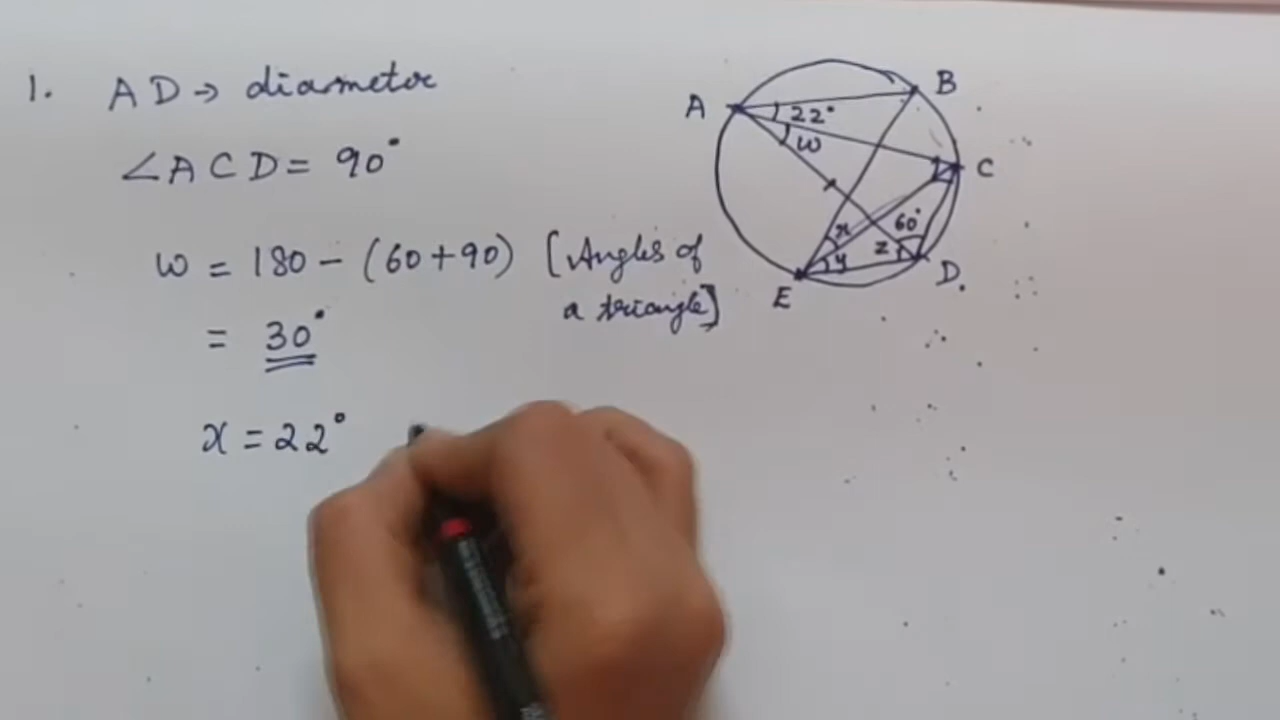 1. AD → diameter
∠ACD = 90°
w = 180 - (60+90) [Angles of
a triangle]
= 30°
x = 22°
A
B
22°
w
C
60°
x
z
y
D
E